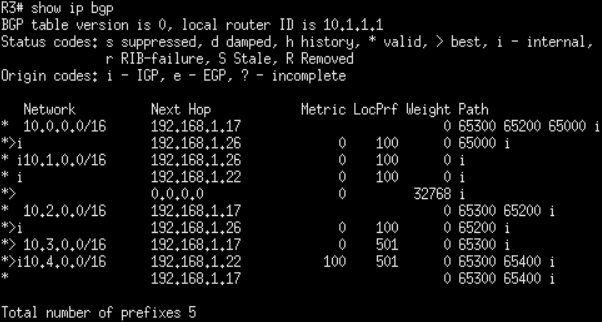 R3# show ip bgp
BGP table version is 0, local router ID is 10.1.1.1
Status codes: s suppressed, d damped, h history, * valid, > best, i - internal,
              r RIB-failure, S Stale, R Removed
Origin codes: i - IGP, e - EGP, ? - incomplete

   Network          Next Hop            Metric LocPrf Weight Path
*  10.0.0.0/16      192.168.1.17                           0 65300 65200 65000 i
*>i                 192.168.1.26             0    100      0 65000 i
* i10.1.0.0/16      192.168.1.26             0    100      0 i
* i                 192.168.1.22             0    100      0 i
*>                  0.0.0.0                  0         32768 i
*  10.2.0.0/16      192.168.1.17                           0 65300 65200 i
*>i                 192.168.1.26             0    100      0 65200 i
*> 10.3.0.0/16      192.168.1.17             0    501      0 65300 i
*>i10.4.0.0/16      192.168.1.22           100    501      0 65300 65400 i
*                   192.168.1.17                           0 65300 65400 i

Total number of prefixes 5